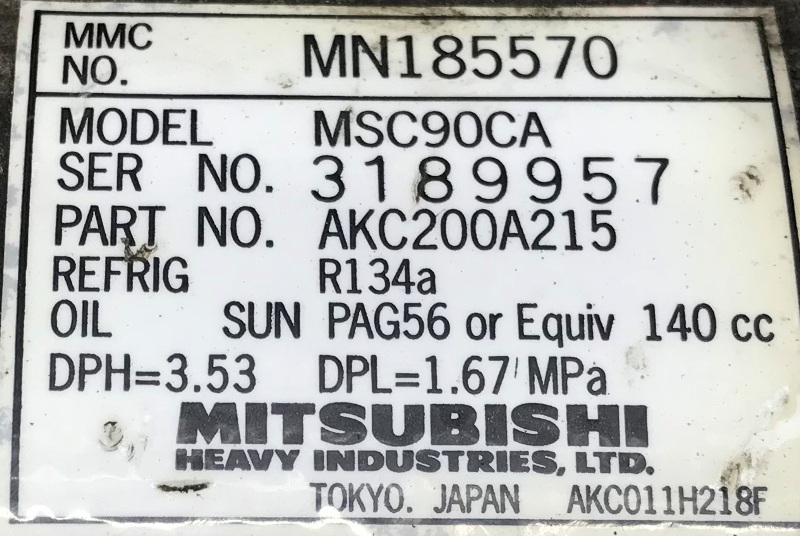 MMC NO. MN185570
MODEL MSC90CA
SER NO. 3189957
PART NO. AKC200A215
REFRIG R134a
OIL SUN PAG56 or Equiv 140 cc
DPH=3.53 DPL=1.67 MPa
MITSUBISHI
HEAVY INDUSTRIES, LTD.
TOKYO. JAPAN AKC011H218F